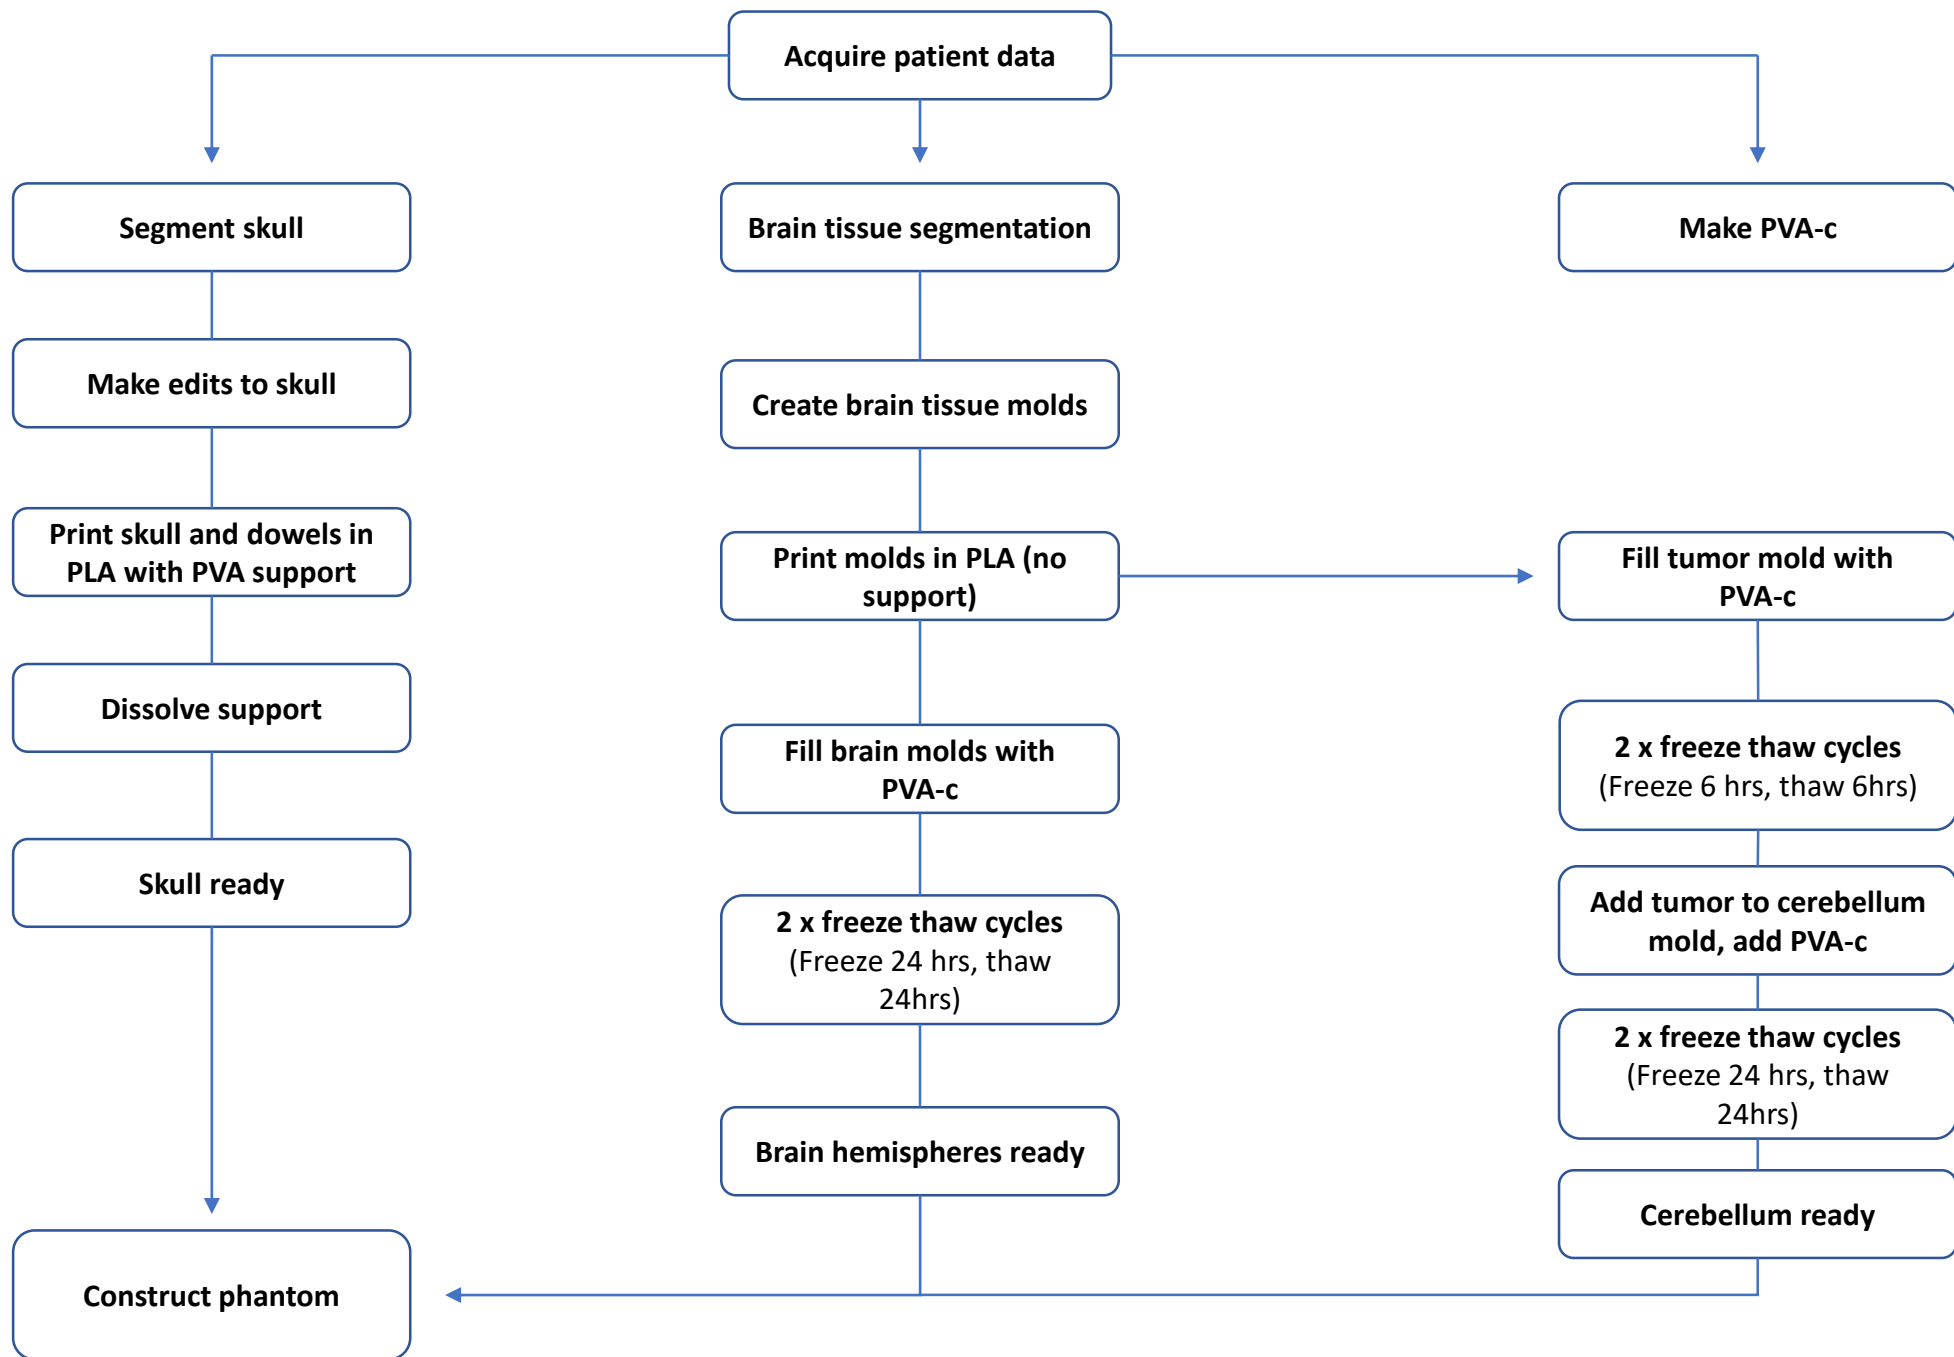 Acquire patient data
Segment skull
Brain tissue segmentation
Make PVA-c
Make edits to skull
Create brain tissue molds
Print skull and dowels in
PLA with PVA support
Print molds in PLA (no
support)
Fill tumor mold with
PVA-c
Dissolve support
Fill brain molds with
PVA-c
2 x freeze thaw cycles
(Freeze 6 hrs, thaw 6hrs)
Skull ready
2 x freeze thaw cycles
(Freeze 24 hrs, thaw
24hrs)
Add tumor to cerebellum
mold, add PVA-c
2 x freeze thaw cycles
(Freeze 24 hrs, thaw
24hrs)
Brain hemispheres ready
Cerebellum ready
Construct phantom